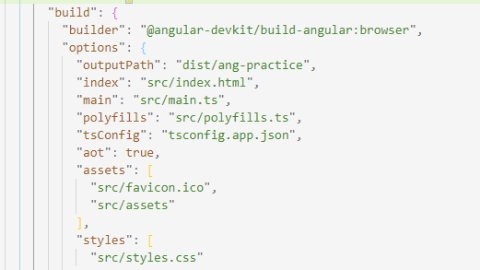 "build": {
"builder": "@angular-devkit/build-angular:browser",
"options": {
"outputPath": "dist/ang-practice",
"index": "src/index.html",
"main": "src/main.ts",
"polyfills": "src/polyfills.ts",
"tsConfig": "tsconfig.app.json",
"aot": true,
"assets": [
"src/favicon.ico",
"src/assets"
],
"styles": [
"src/styles.css"